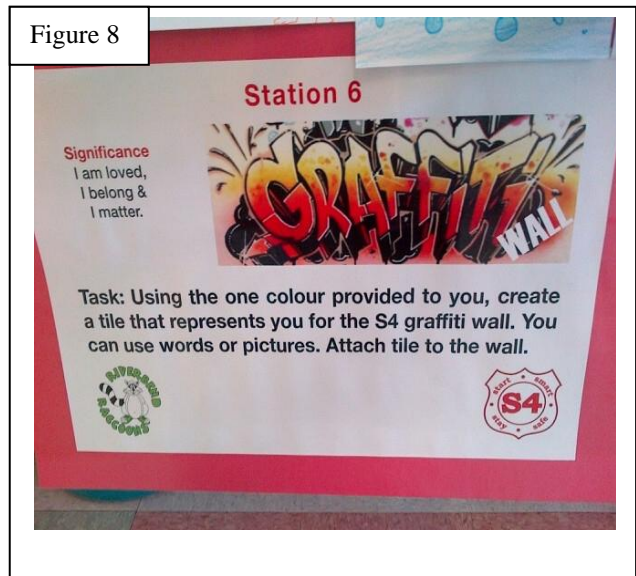 Figure 8
Station 6
Significance
I am loved,
I belong &
I matter.
GRAFFITI
WALL
Task: Using the one colour provided to you, create
a tile that represents you for the S4 graffiti wall. You
can use words or pictures. Attach tile to the wall.
RIVERBEND
RACCOONS
start smart
S4
stay safe